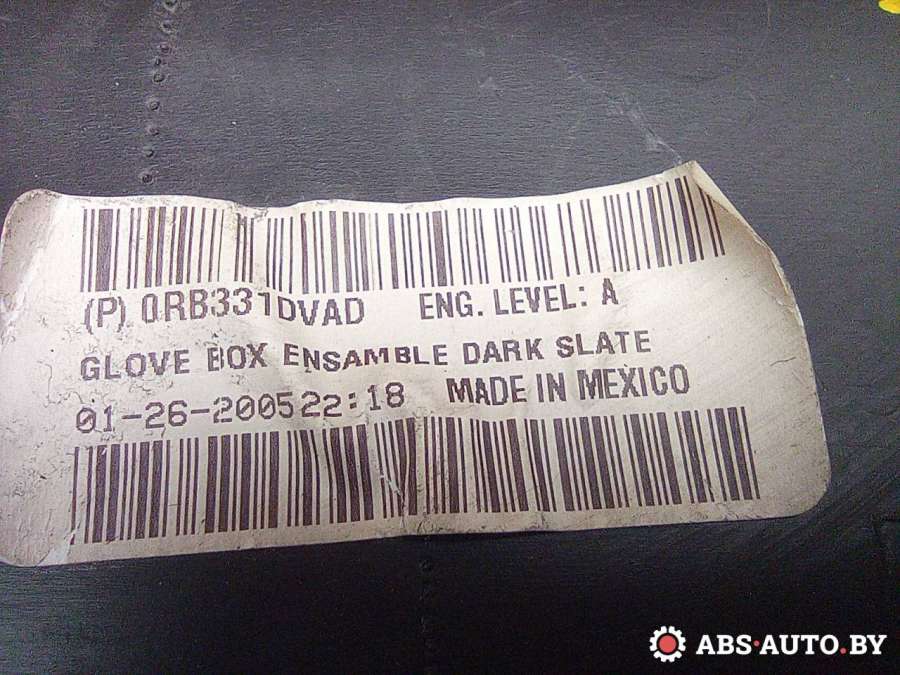 (P) 0RB331DVAD ENG. LEVEL: A
GLOVE BOX ENSAMBLE DARK SLATE
01-26-200522:18 MADE IN MEXICO
ABS·AUTO.BY